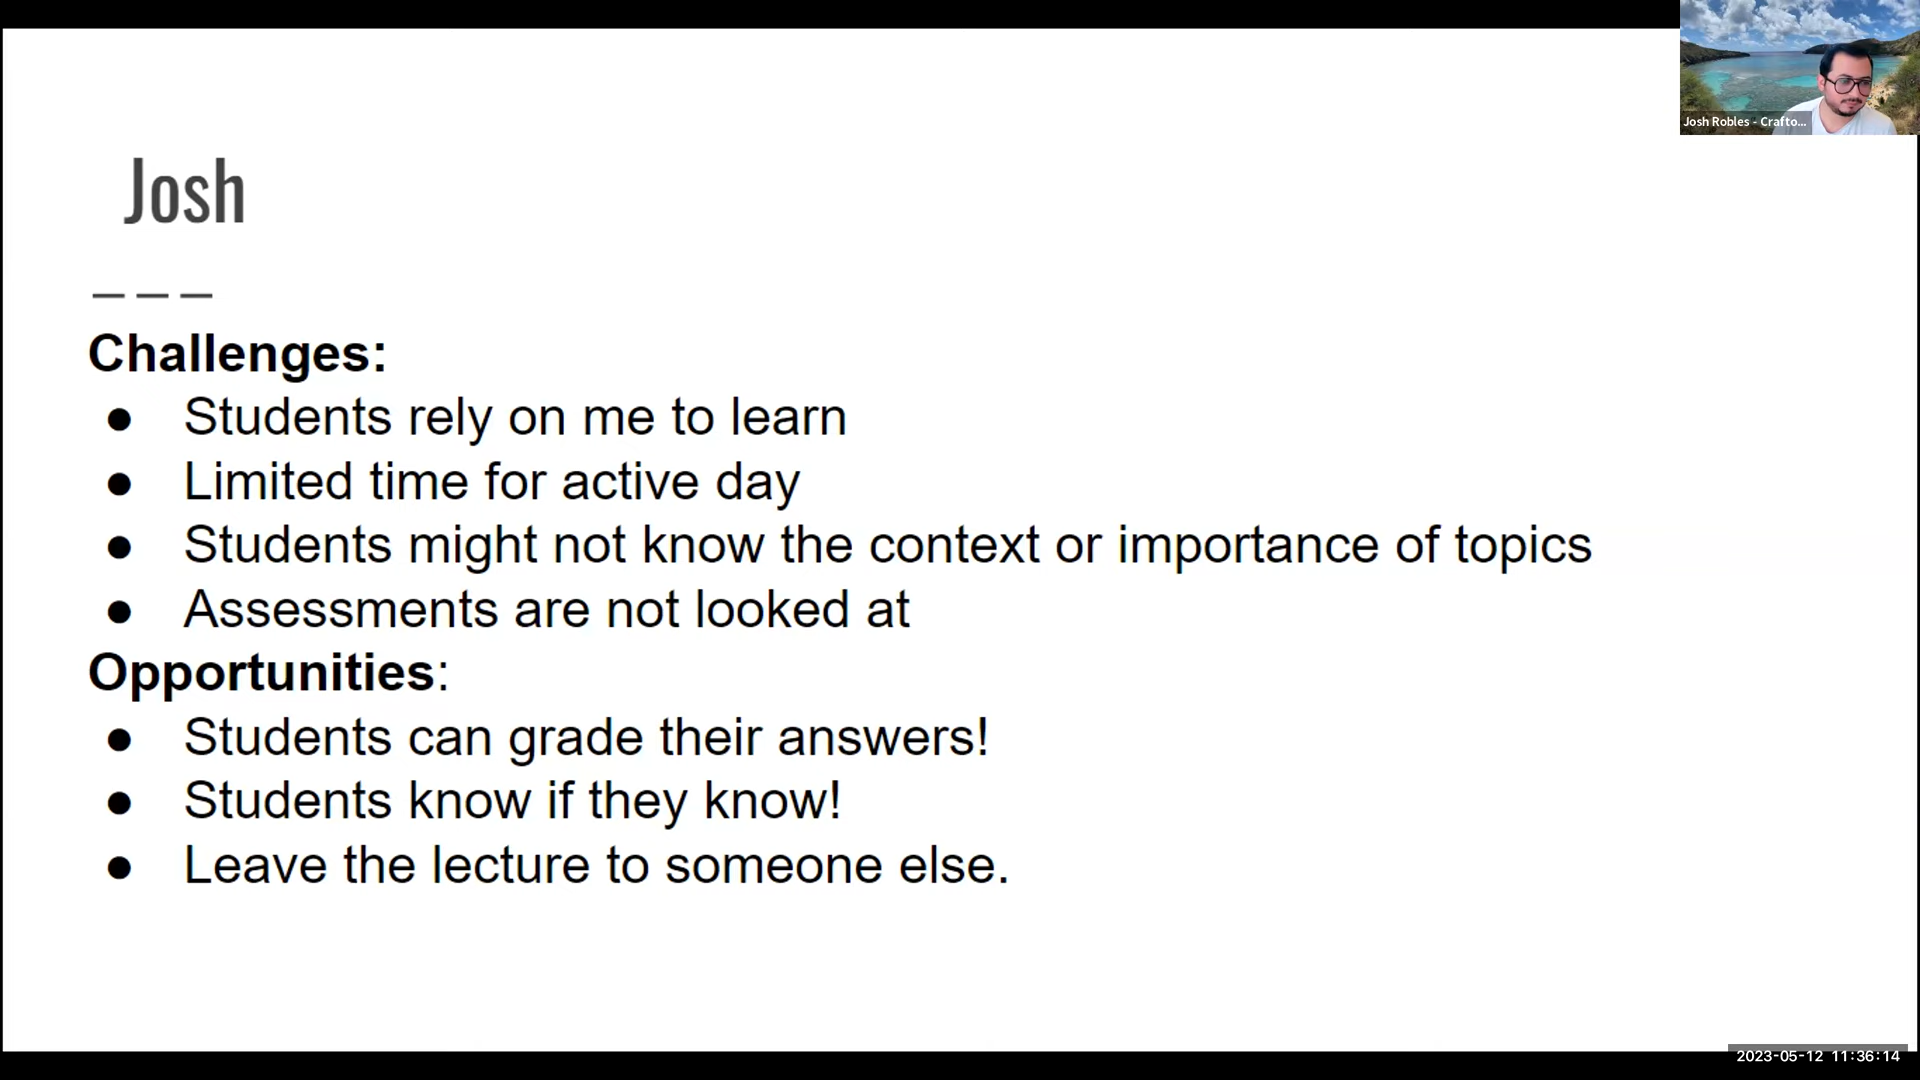 Josh Robles - Crafto...
Josh
Challenges:
● Students rely on me to learn
● Limited time for active day
● Students might not know the context or importance of topics
● Assessments are not looked at
Opportunities:
● Students can grade their answers!
● Students know if they know!
● Leave the lecture to someone else.
2023-05-12 11:36:14